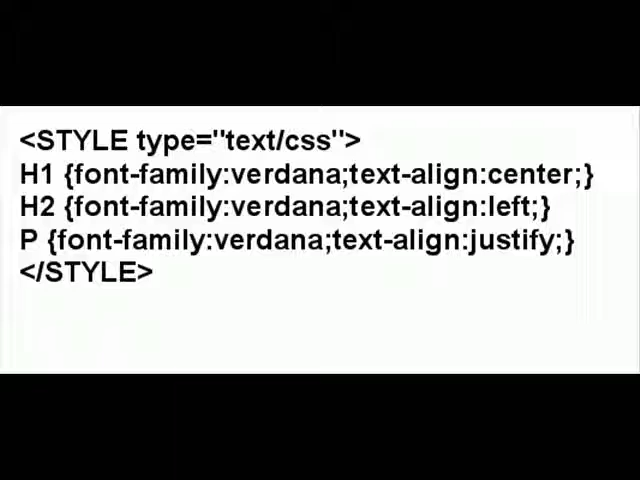 <STYLE type="text/css">
H1 {font-family:verdana;text-align:center;}
H2 {font-family:verdana;text-align:left;}
P {font-family:verdana;text-align:justify;}
</STYLE>